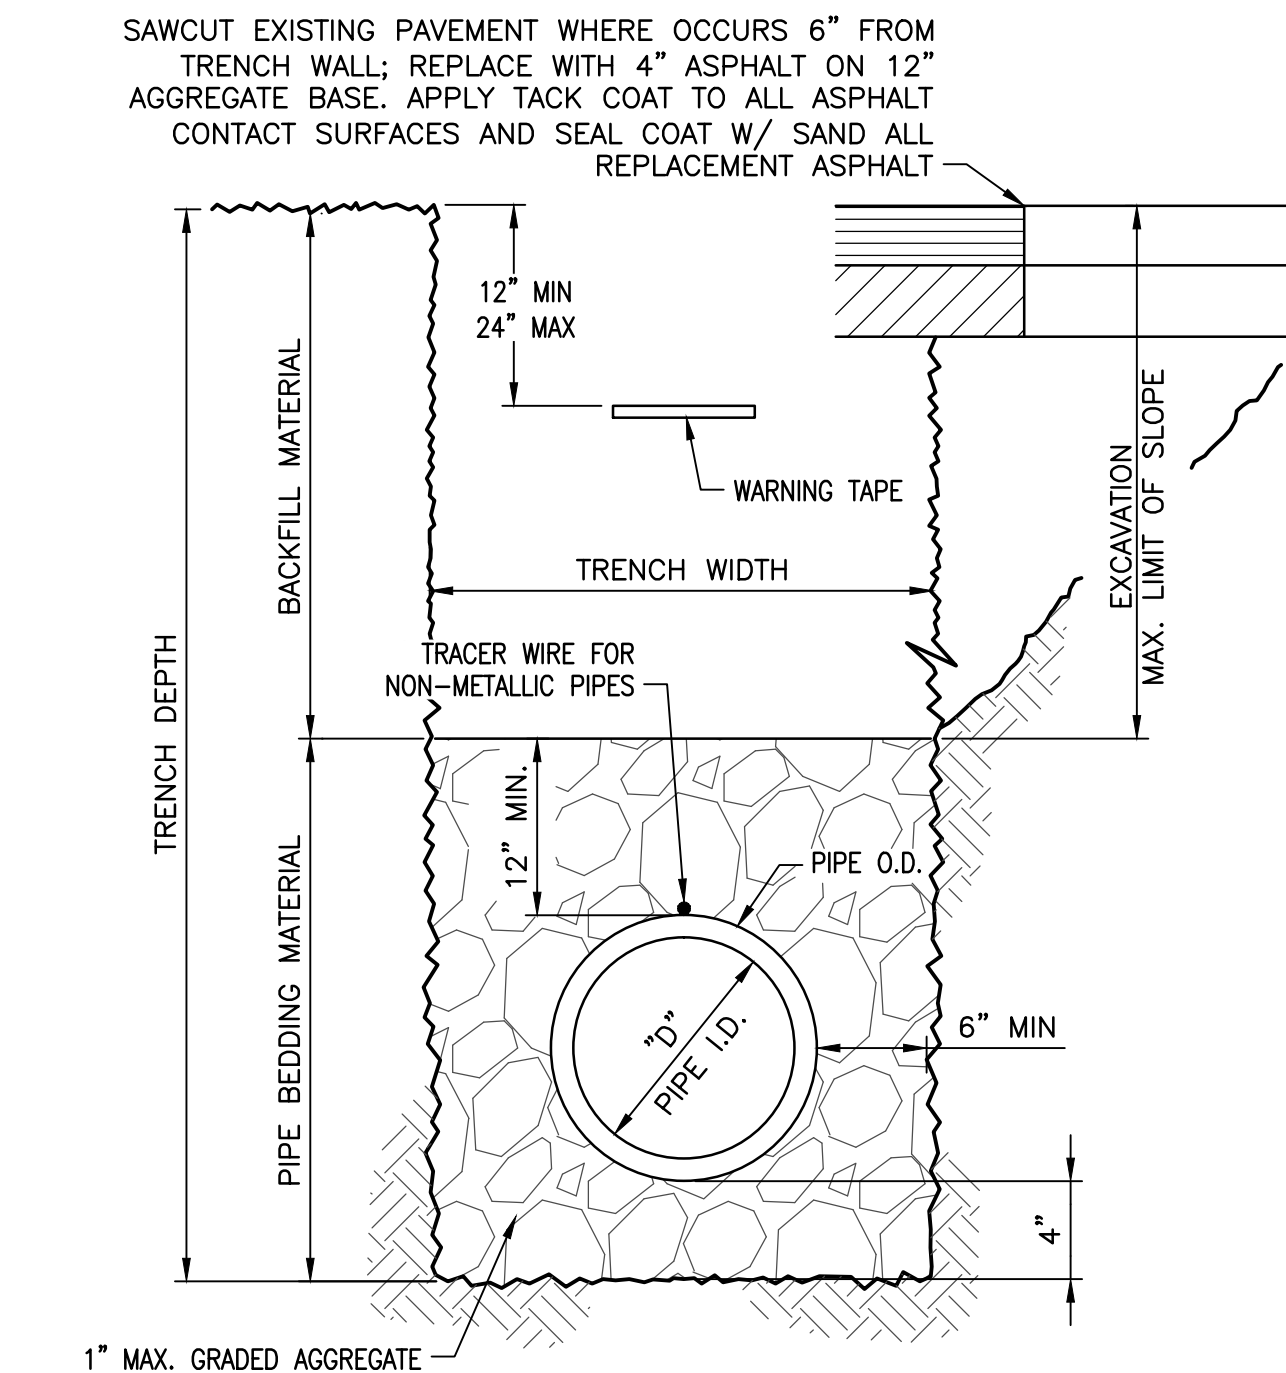 SAWCUT EXISTING PAVEMENT WHERE OCCURS 6” FROM
TRENCH WALL; REPLACE WITH 4” ASPHALT ON 12”
AGGREGATE BASE. APPLY TACK COAT TO ALL ASPHALT
CONTACT SURFACES AND SEAL COAT W/ SAND ALL
REPLACEMENT ASPHALT
12” MIN
24” MAX
BACKFILL MATERIAL
WARNING TAPE
EXCAVATION
MAX. LIMIT OF SLOPE
TRENCH WIDTH
TRENCH DEPTH
TRACER WIRE FOR
NON-METALLIC PIPES
12” MIN.
PIPE O.D.
PIPE BEDDING MATERIAL
"D”
PIPE I.D.
6” MIN
4”
1” MAX. GRADED AGGREGATE